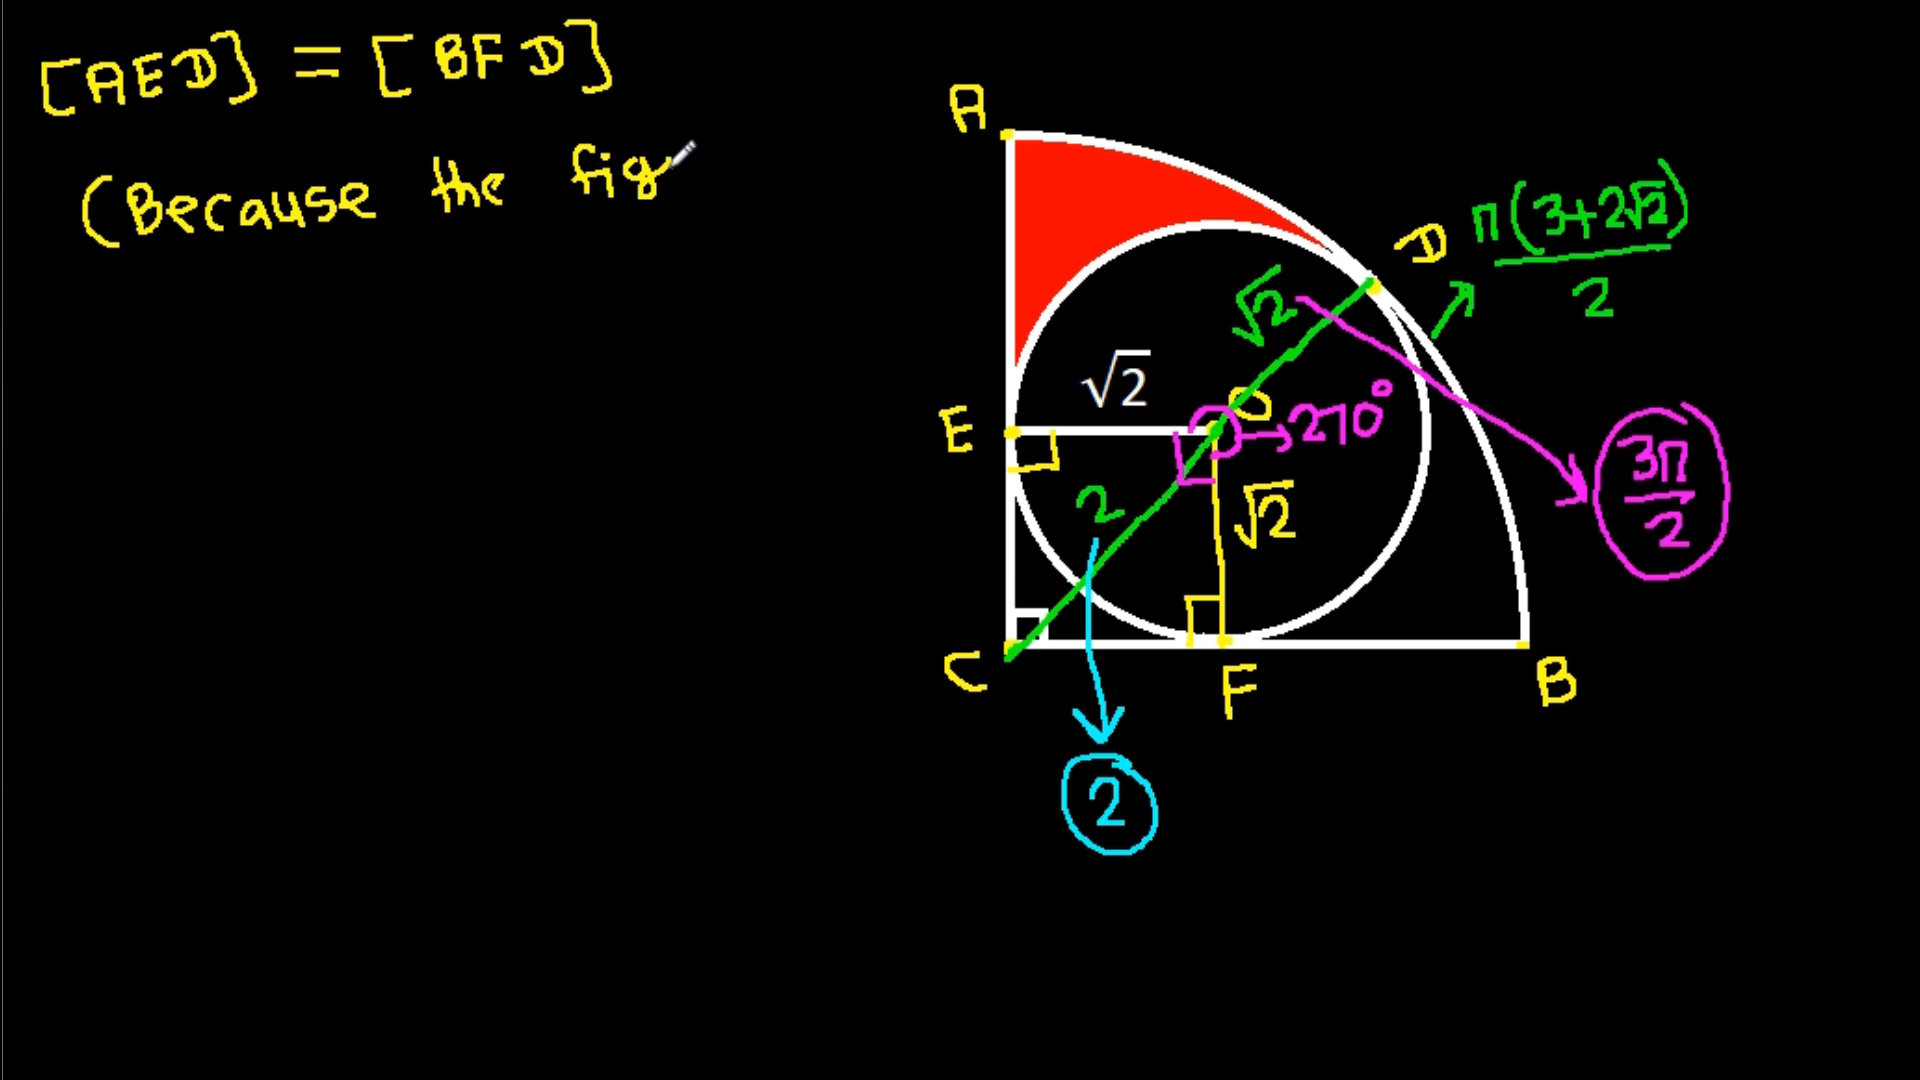 [AED] = [BFD]
(Because the fig
A
D
π(3+2√2)
2
√2
√2
E
O
270°
3π
2
2
√2
C
F
B
2